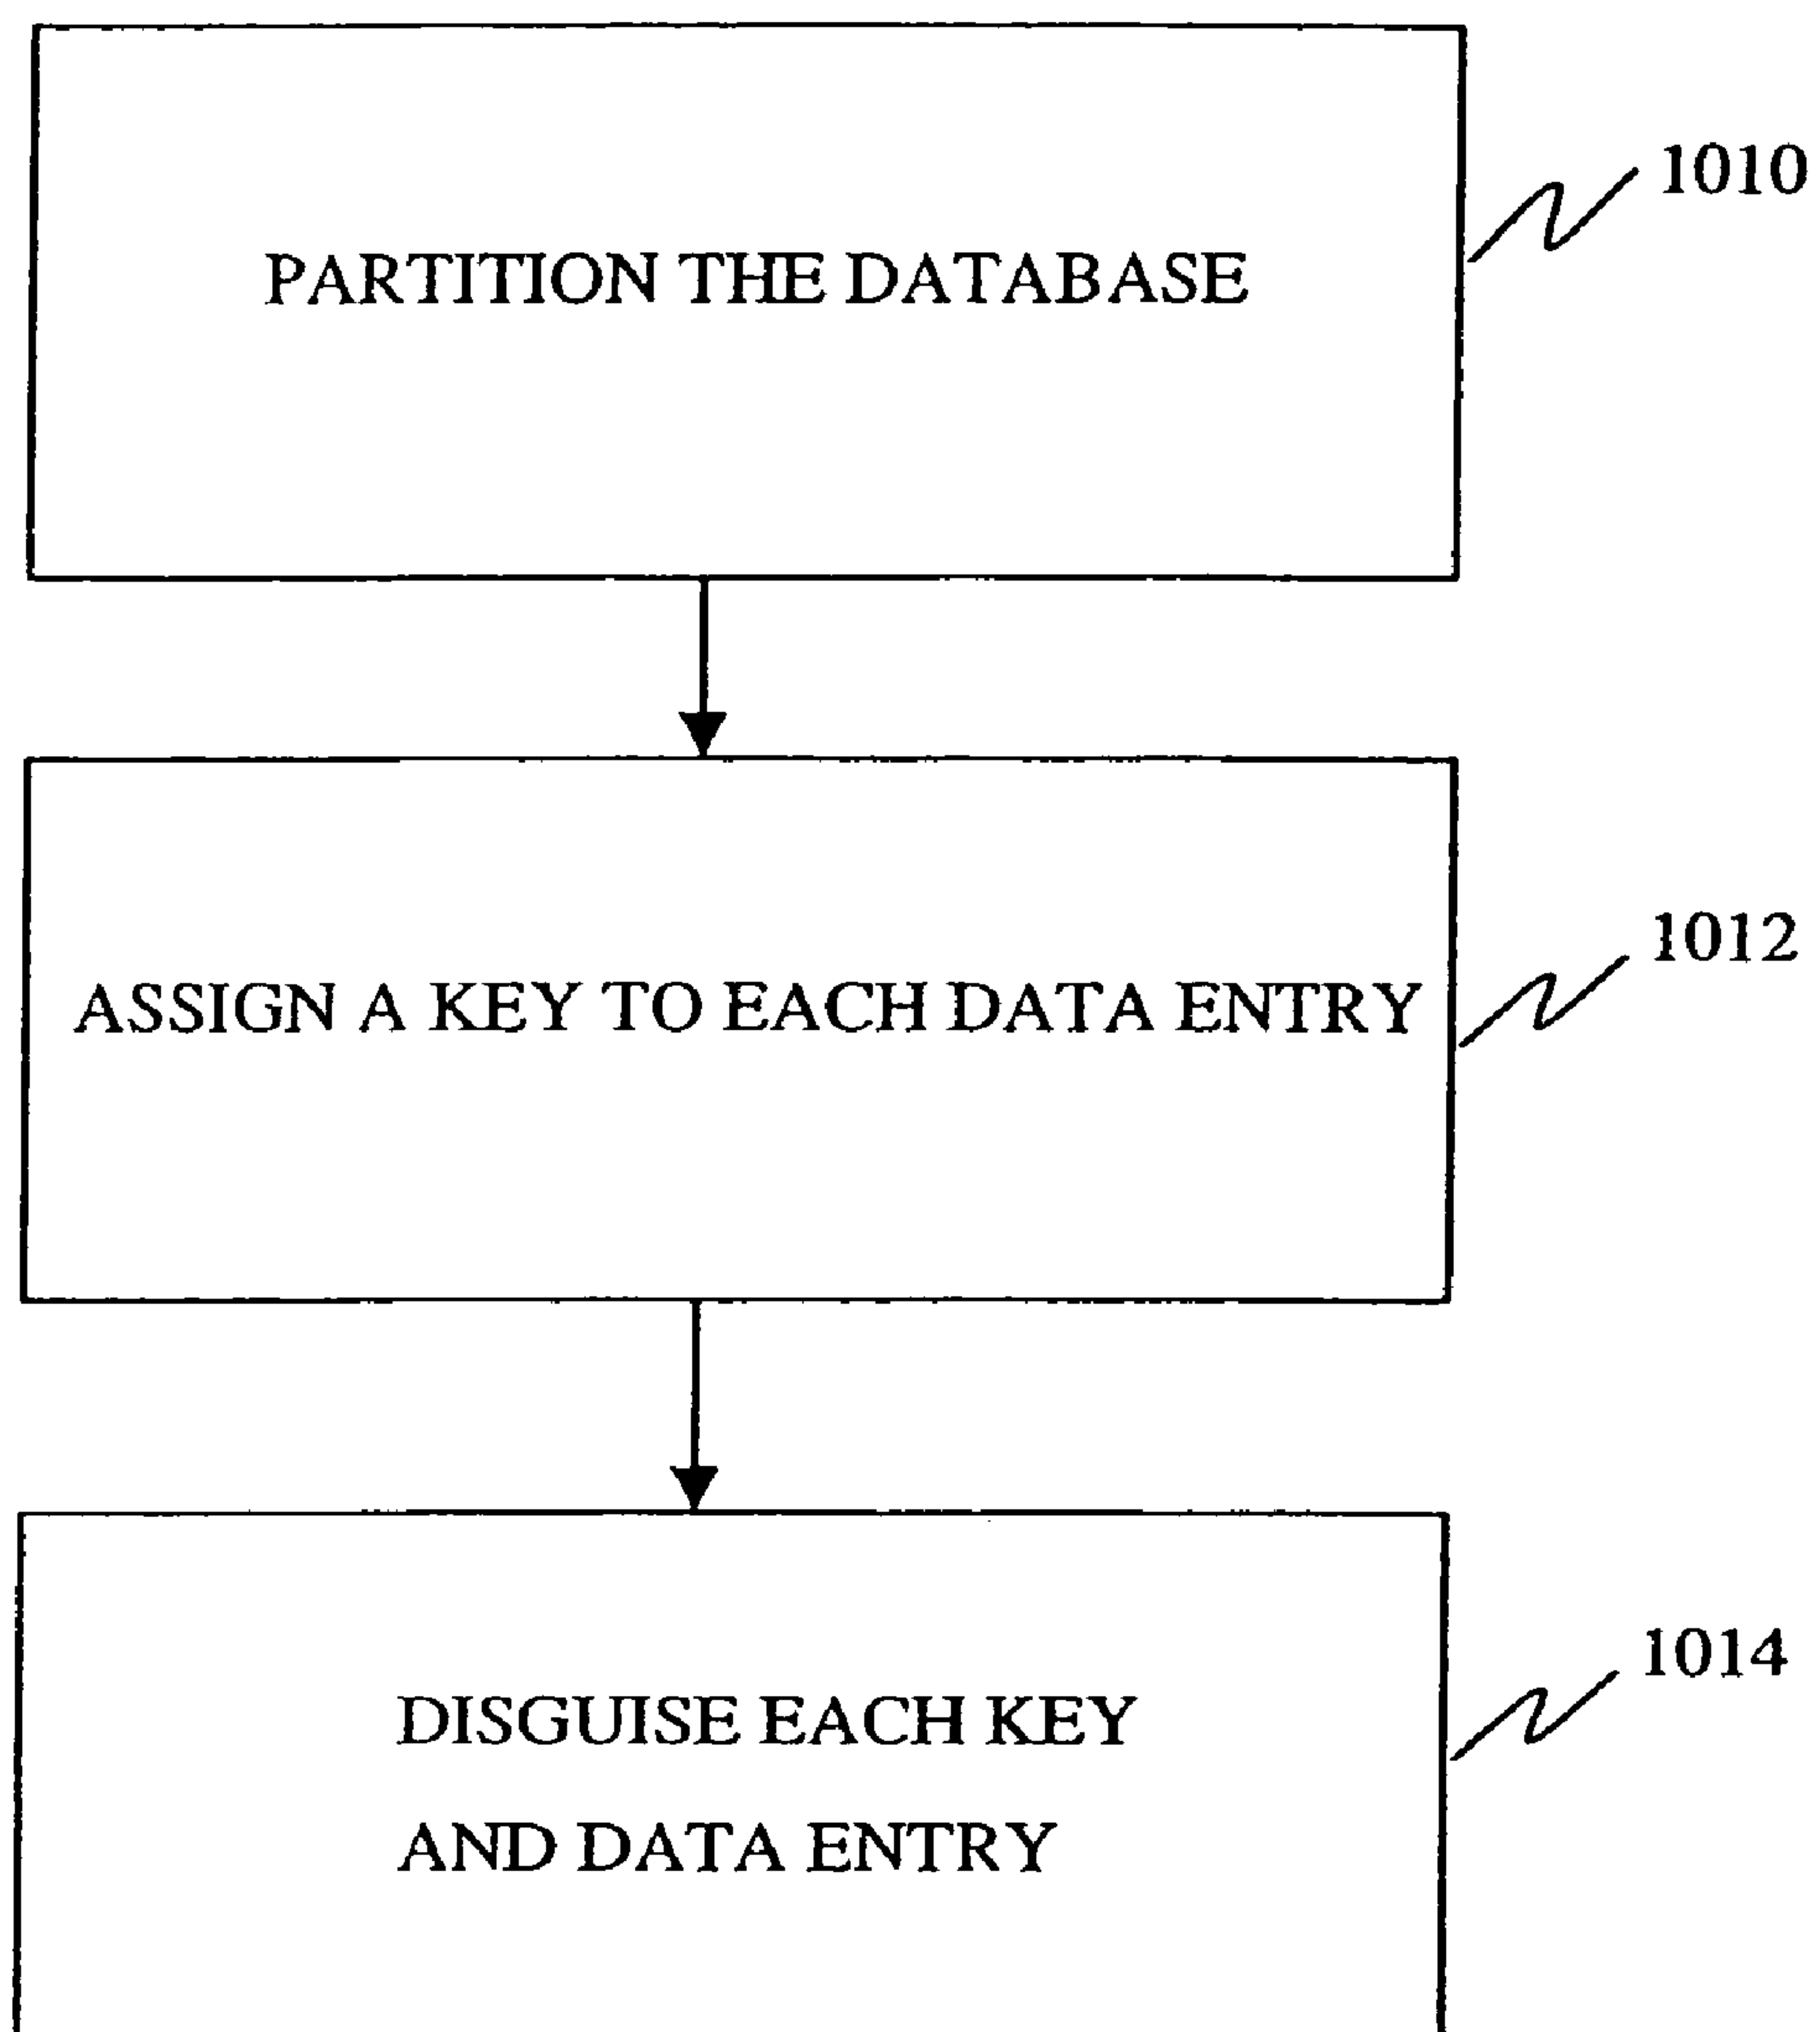 1010
PARTITION THE DATABASE
1012
ASSIGN A KEY TO EACH DATA ENTRY
1014
DISGUISE EACH KEY
AND DATA ENTRY